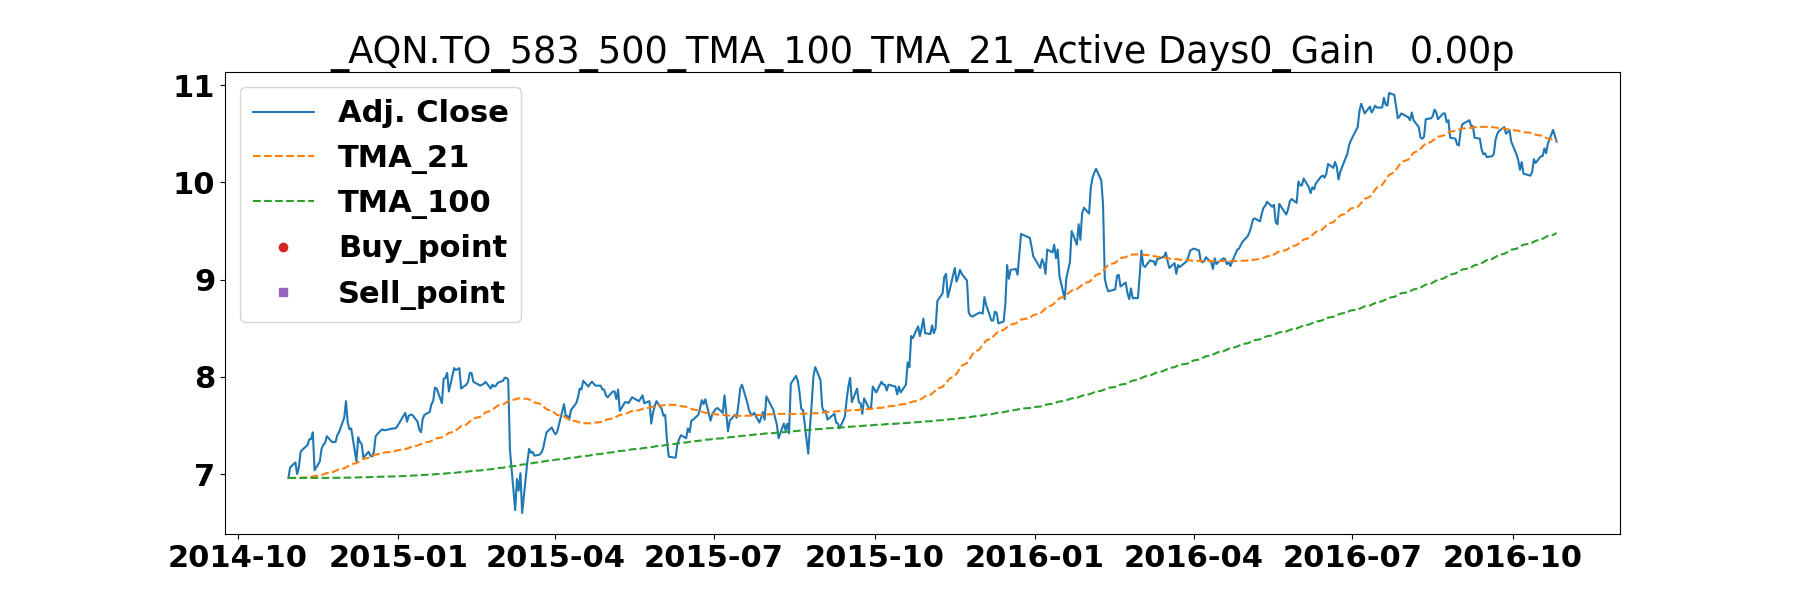 _AQN.TO_583_500_TMA_100_TMA_21_Active Days0_Gain   0.00p
11
10
9
8
7
Adj. Close
TMA_21
TMA_100
Buy_point
Sell_point
2014-10 2015-01 2015-04 2015-07 2015-10 2016-01 2016-04 2016-07 2016-10